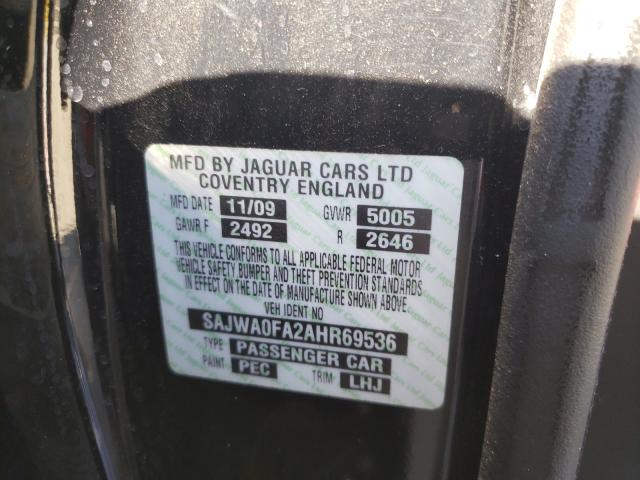 MFD BY JAGUAR CARS LTD
COVENTRY ENGLAND
MFD DATE 11/09 GVWR 5005
GAWR F 2492 R 2646
THIS VEHICLE CONFORMS TO ALL APPLICABLE FEDERAL MOTOR
VEHICLE SAFETY BUMPER AND THEFT PREVENTION STANDARDS
IN EFFECT ON THE DATE OF MANUFACTURE SHOWN ABOVE
VEH IDENT NO
SAJWA0FA2AHR69536
TYPE PASSENGER CAR
PAINT PEC TRIM LHJ